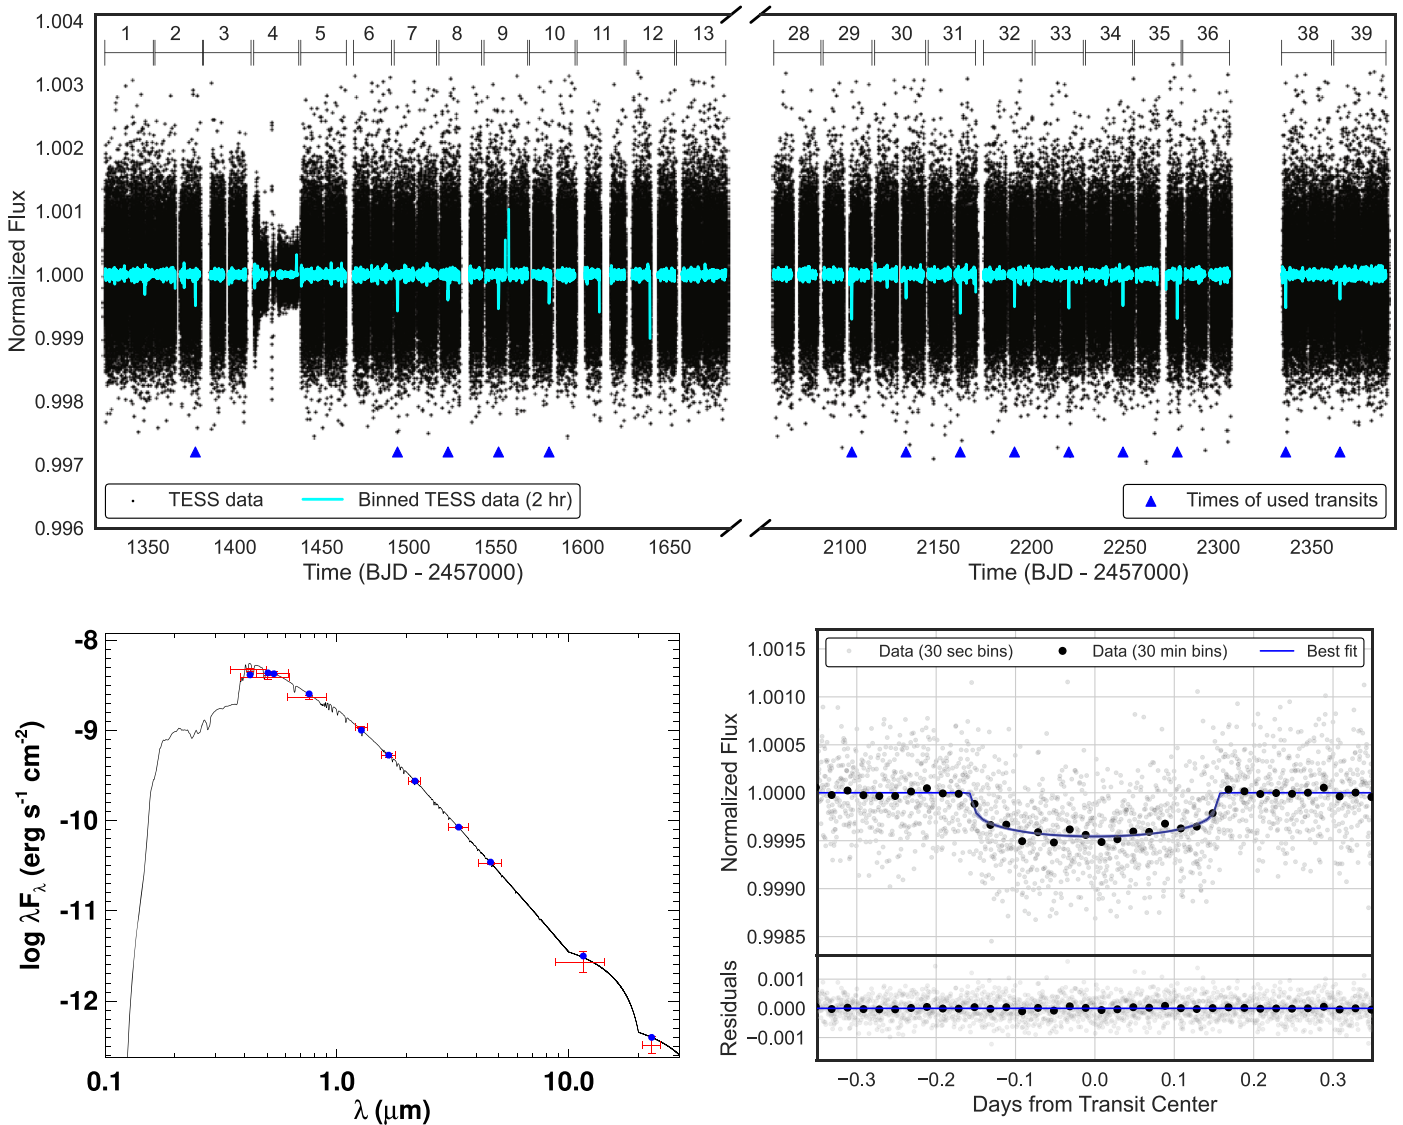 1.004
1.003
1.002
1.001
1.000
0.999
0.998
0.997
0.996
Normalized Flux
1 2 3 4 5 6 7 8 9 10 11 12 13 28 29 30 31 32 33 34 35 36 38 39
TESS data Binned TESS data (2 hr) Times of used transits
1350 1400 1450 1500 1550 1600 1650 2100 2150 2200 2250 2300 2350
Time (BJD - 2457000) Time (BJD - 2457000)
-8
-9
-10
-11
-12
log λFλ (erg s-1 cm-2)
0.1 1.0 10.0
λ (μm)
Data (30 sec bins) Data (30 min bins) Best fit
1.0015
1.0010
1.0005
1.0000
0.9995
0.9990
0.9985
Normalized Flux
0.001
0.000
−0.001
Residuals
−0.3 −0.2 −0.1 0.0 0.1 0.2 0.3
Days from Transit Center